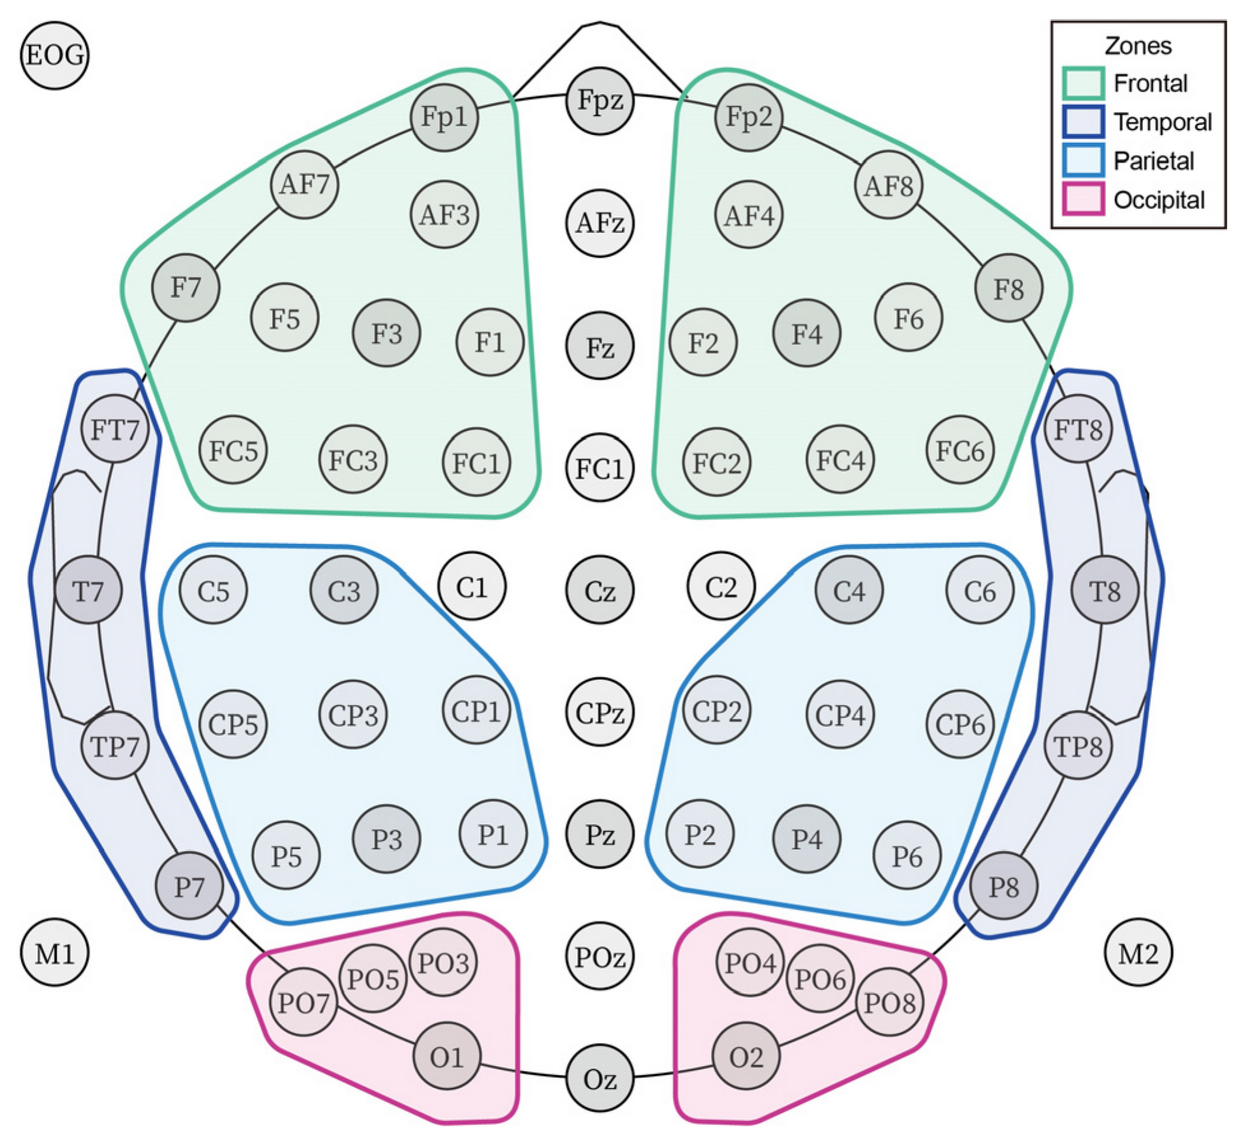 EOG
Zones
Frontal
Temporal
Parietal
Occipital
Fp1 Fpz Fp2
AF7 AF3 AFz AF4 AF8
F7 F5 F3 F1 Fz F2 F4 F6 F8
FT7 FC5 FC3 FC1 FC1 FC2 FC4 FC6 FT8
T7 C5 C3 C1 Cz C2 C4 C6 T8
TP7 CP5 CP3 CP1 CPz CP2 CP4 CP6 TP8
P7 P5 P3 P1 Pz P2 P4 P6 P8
M1 PO7 PO5 PO3 POz PO4 PO6 PO8 M2
O1 Oz O2